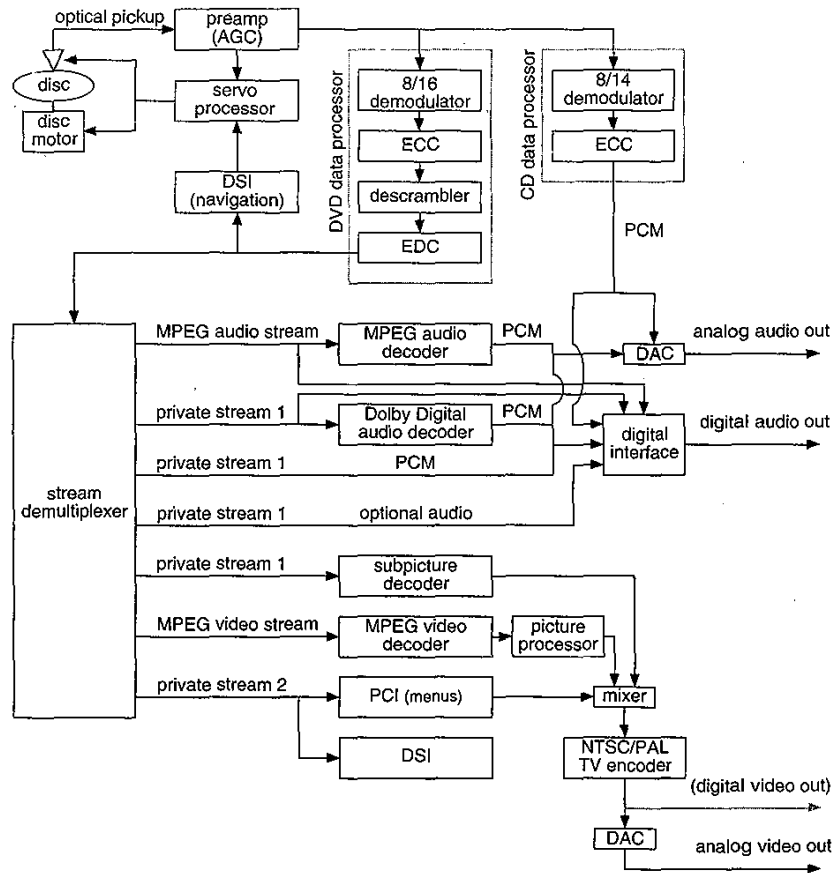 optical pickup
preamp
(AGC)
disc
disc
motor
servo
processor
DSI
(navigation)
DVD data processor
8/16
demodulator
ECC
descrambler
EDC
CD data processor
8/14
demodulator
ECC
PCM
stream
demultiplexer
MPEG audio stream
MPEG audio
decoder
PCM
DAC
analog audio out
private stream 1
Dolby Digital
audio decoder
PCM
digital
interface
digital audio out
private stream 1
PCM
private stream 1
optional audio
private stream 1
subpicture
decoder
MPEG video stream
MPEG video
decoder
picture
processor
private stream 2
PCI (menus)
mixer
DSI
NTSC/PAL
TV encoder
(digital video out)
DAC
analog video out